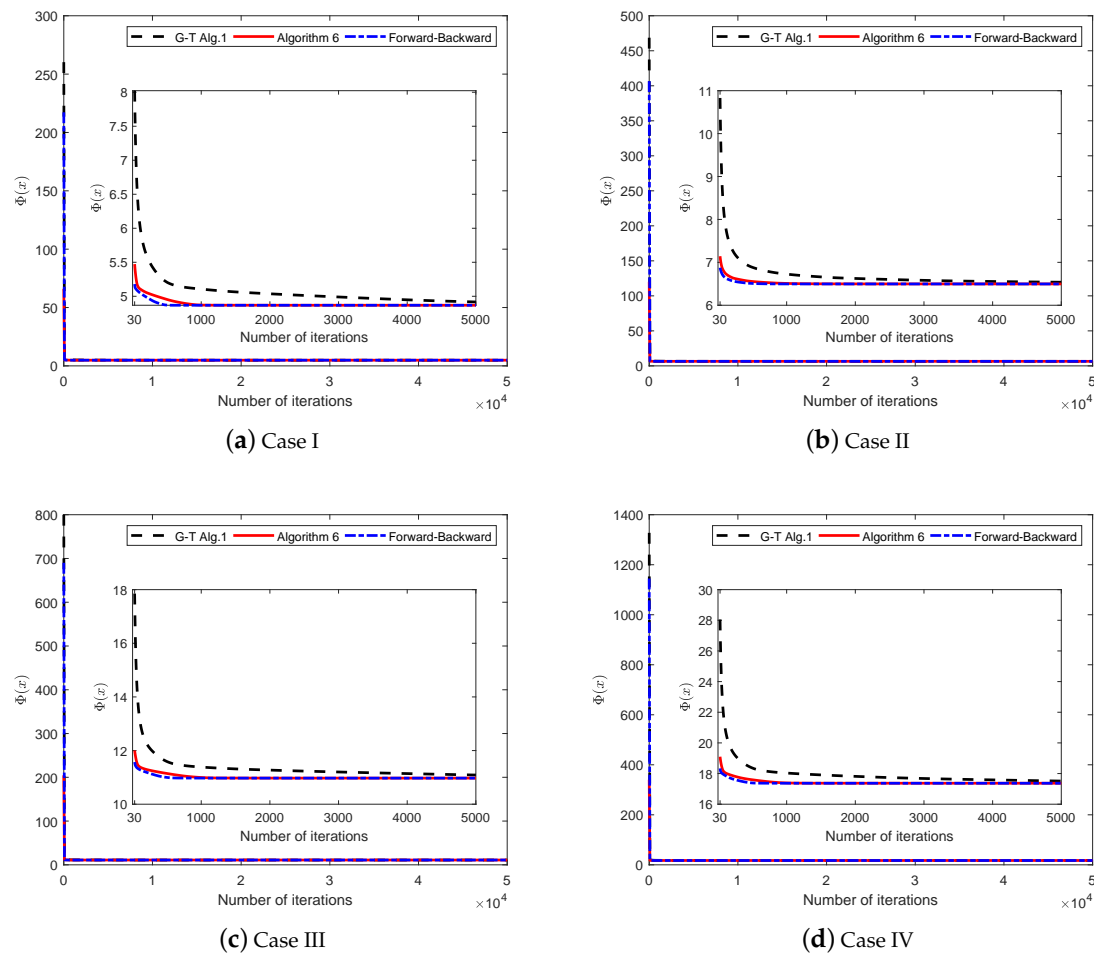 300
250
200
150
100
50
0
Φ(x)
G-T Alg.1 Algorithm 6 Forward-Backward
8
7.5
7
6.5
6
5.5
5
Φ(x)
30 1000 2000 3000 4000 5000
Number of iterations
0 1 2 3 4 5
Number of iterations
×10^4
(a) Case I
500
450
400
350
300
250
200
150
100
50
0
Φ(x)
G-T Alg.1 Algorithm 6 Forward-Backward
11
10
9
8
7
6
Φ(x)
30 1000 2000 3000 4000 5000
Number of iterations
0 1 2 3 4 5
Number of iterations
×10^4
(b) Case II
800
700
600
500
400
300
200
100
0
Φ(x)
G-T Alg.1 Algorithm 6 Forward-Backward
18
16
14
12
10
Φ(x)
30 1000 2000 3000 4000 5000
Number of iterations
0 1 2 3 4 5
Number of iterations
×10^4
(c) Case III
1400
1200
1000
800
600
400
200
0
Φ(x)
G-T Alg.1 Algorithm 6 Forward-Backward
30
28
26
24
22
20
18
16
Φ(x)
30 1000 2000 3000 4000 5000
Number of iterations
0 1 2 3 4 5
Number of iterations
×10^4
(d) Case IV